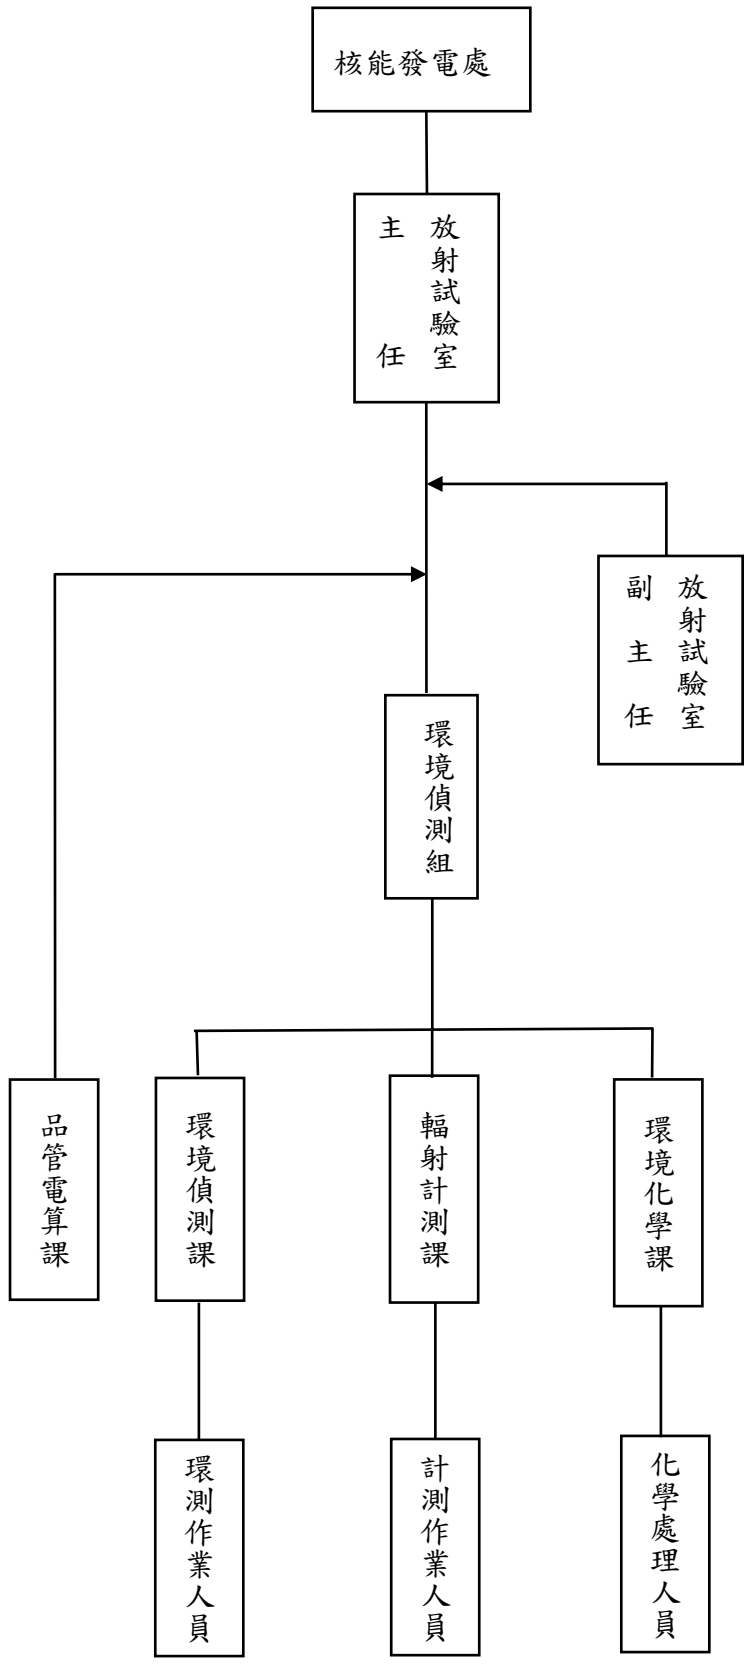 核能發電處
放射試驗室
主任
放射試驗室
副主任
環境偵測組
品管電算課
環境偵測課
輻射計測課
環境化學課
環測作業人員
計測作業人員
化學處理人員